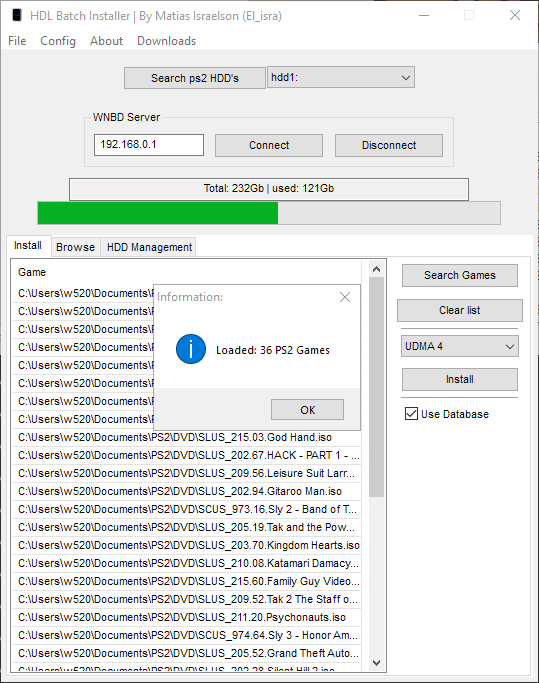 HDL Batch Installer | By Matias Israelson (El_isra)
File Config About Downloads
Search ps2 HDD's hdd1:
WNBD Server
192.168.0.1 Connect Disconnect
Total: 232Gb | used: 121Gb
Install Browse HDD Management
Game
Search Games
Clear list
UDMA 4
Install
Use Database
C:\Users\w520\Documents\
C:\Users\w520\Documents\
C:\Users\w520\Documents\
C:\Users\w520\Documents\
C:\Users\w520\Documents\
C:\Users\w520\Documents\
C:\Users\w520\Documents\
C:\Users\w520\Documents\
Information:
Loaded: 36 PS2 Games
OK
C:\Users\w520\Documents\PS2\DVD\SLUS_215.03.God Hand.iso
C:\Users\w520\Documents\PS2\DVD\SLUS_202.67.HACK - PART 1 - ...
C:\Users\w520\Documents\PS2\DVD\SLUS_209.56.Leisure Suit Larr...
C:\Users\w520\Documents\PS2\DVD\SLUS_202.94.Gitaroo Man.iso
C:\Users\w520\Documents\PS2\DVD\SCUS_973.16.Sly 2 - Band of T...
C:\Users\w520\Documents\PS2\DVD\SLUS_205.19.Tak and the Pow...
C:\Users\w520\Documents\PS2\DVD\SLUS_203.70.Kingdom Hearts.iso
C:\Users\w520\Documents\PS2\DVD\SLUS_210.08.Katamari Damacy...
C:\Users\w520\Documents\PS2\DVD\SLUS_215.60.Family Guy Video...
C:\Users\w520\Documents\PS2\DVD\SLUS_209.52.Tak 2 The Staff o...
C:\Users\w520\Documents\PS2\DVD\SLUS_211.20.Psychonauts.iso
C:\Users\w520\Documents\PS2\DVD\SCUS_974.64.Sly 3 - Honor Am...
C:\Users\w520\Documents\PS2\DVD\SLUS_205.52.Grand Theft Auto...
C:\Users\w520\Documents\PS2\DVD\SLUS_202.28.Silent Hill 2.iso